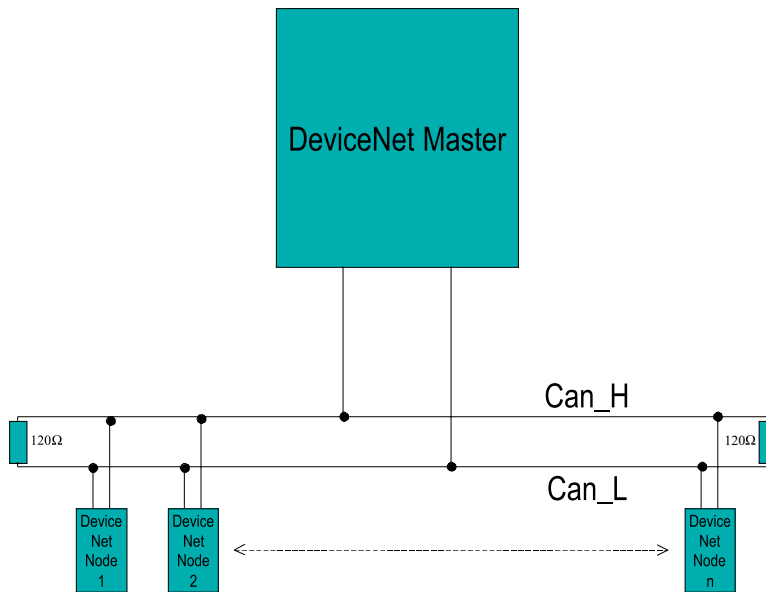 DeviceNet Master
Can_H
120Ω
120Ω
Can_L
Device
Net
Node
1
Device
Net
Node
2
Device
Net
Node
n